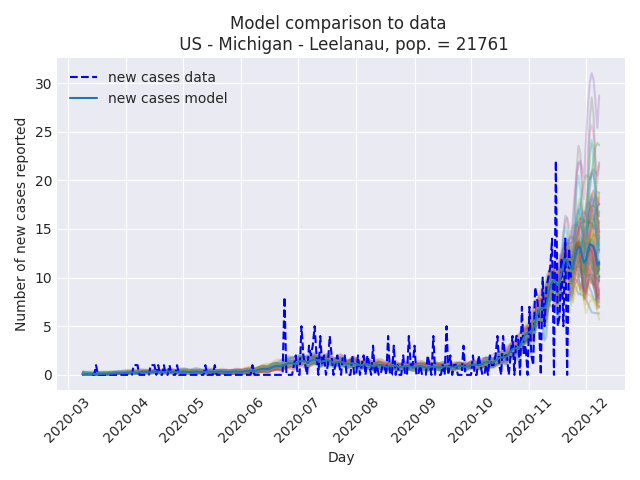 Model comparison to data
US - Michigan - Leelanau, pop. = 21761
new cases data
new cases model
Number of new cases reported
30
25
20
15
10
5
0
2020-03
2020-04
2020-05
2020-06
2020-07
2020-08
2020-09
2020-10
2020-11
2020-12
Day